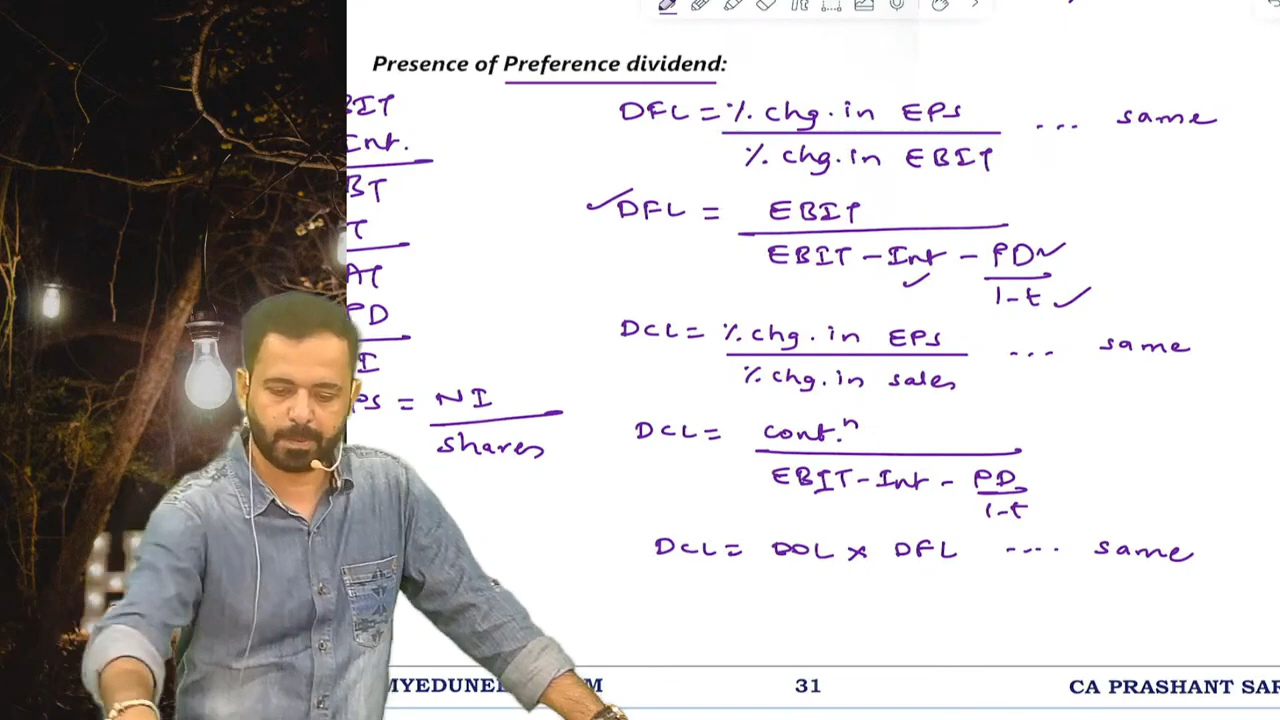 Presence of Preference dividend:
BIT
Int.
BT
T
AT
PD
I
PS = NI
shares
DFL = %. chg. in EPS ... same
%. chg. in EBIT
✓DFL = EBIT
EBIT - Int - PD
1-t
DCL = %. chg. in EPS ... same
%. chg. in sales
DCL = cont.ⁿ
EBIT - Int - PD
1-t
DCL = DOL × DFL .... same
31
CA PRASHANT SAR